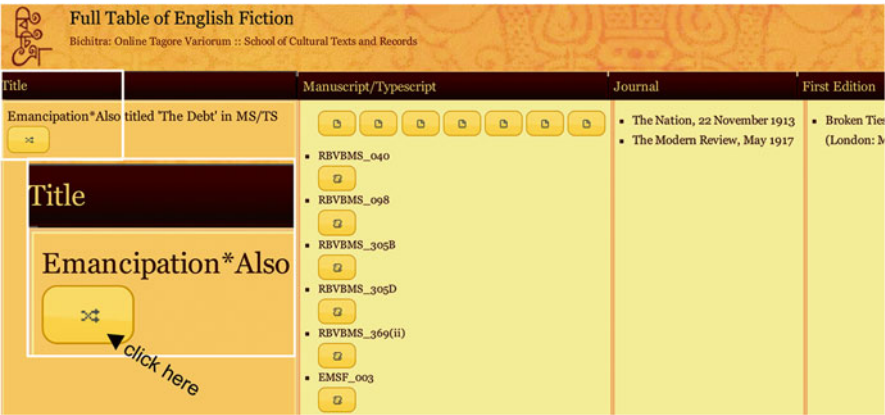 Full Table of English Fiction
Bichitra: Online Tagore Variorum :: School of Cultural Texts and Records
Title
Manuscript/Typescript
Journal
First Edition
Emancipation*Also titled 'The Debt' in MS/TS
▪ RBVBMS_040
▪ RBVBMS_098
▪ RBVBMS_305B
▪ RBVBMS_305D
▪ RBVBMS_369(ii)
▪ EMSF_003
▪ The Nation, 22 November 1913
▪ The Modern Review, May 1917
▪ Broken Ties
(London: M
Title
Emancipation*Also
click here